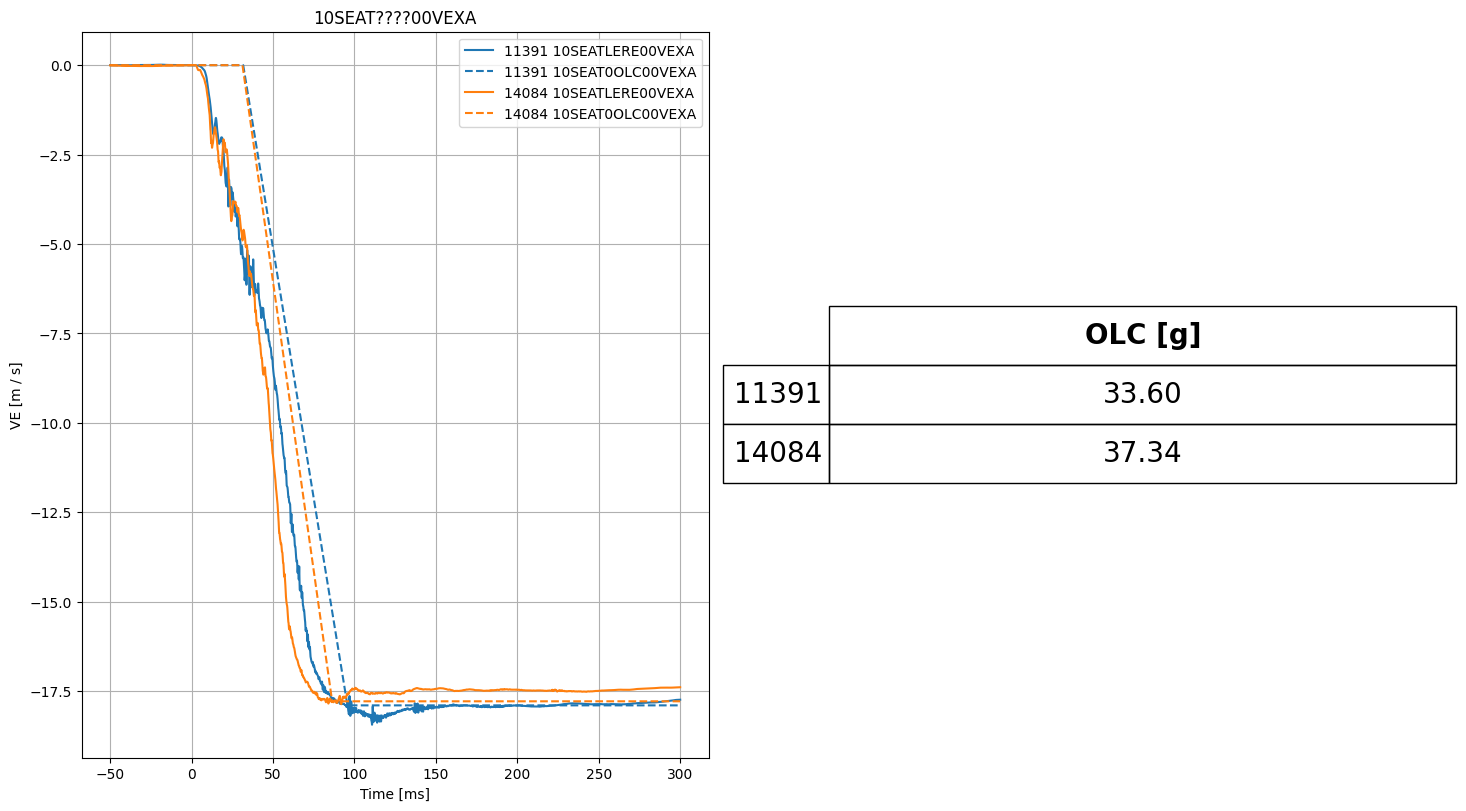 10SEAT????00VEXA
11391 10SEATLERE00VEXA
11391 10SEAT0OLC00VEXA
14084 10SEATLERE00VEXA
14084 10SEAT0OLC00VEXA
0.0
−2.5
−5.0
−7.5
−10.0
−12.5
−15.0
−17.5
VE [m / s]
−50 0 50 100 150 200 250 300
Time [ms]
OLC [g]
11391 33.60
14084 37.34